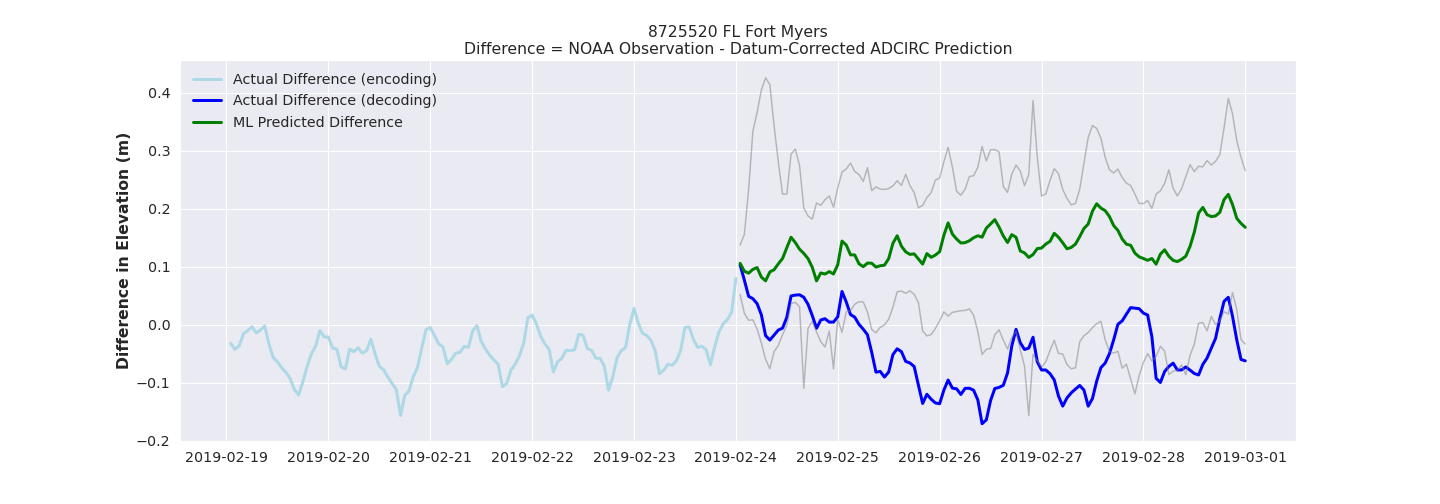 8725520 FL Fort Myers
Difference = NOAA Observation - Datum-Corrected ADCIRC Prediction
Actual Difference (encoding)
Actual Difference (decoding)
ML Predicted Difference
Difference in Elevation (m)
0.4
0.3
0.2
0.1
0.0
−0.1
−0.2
2019-02-19 2019-02-20 2019-02-21 2019-02-22 2019-02-23 2019-02-24 2019-02-25 2019-02-26 2019-02-27 2019-02-28 2019-03-01